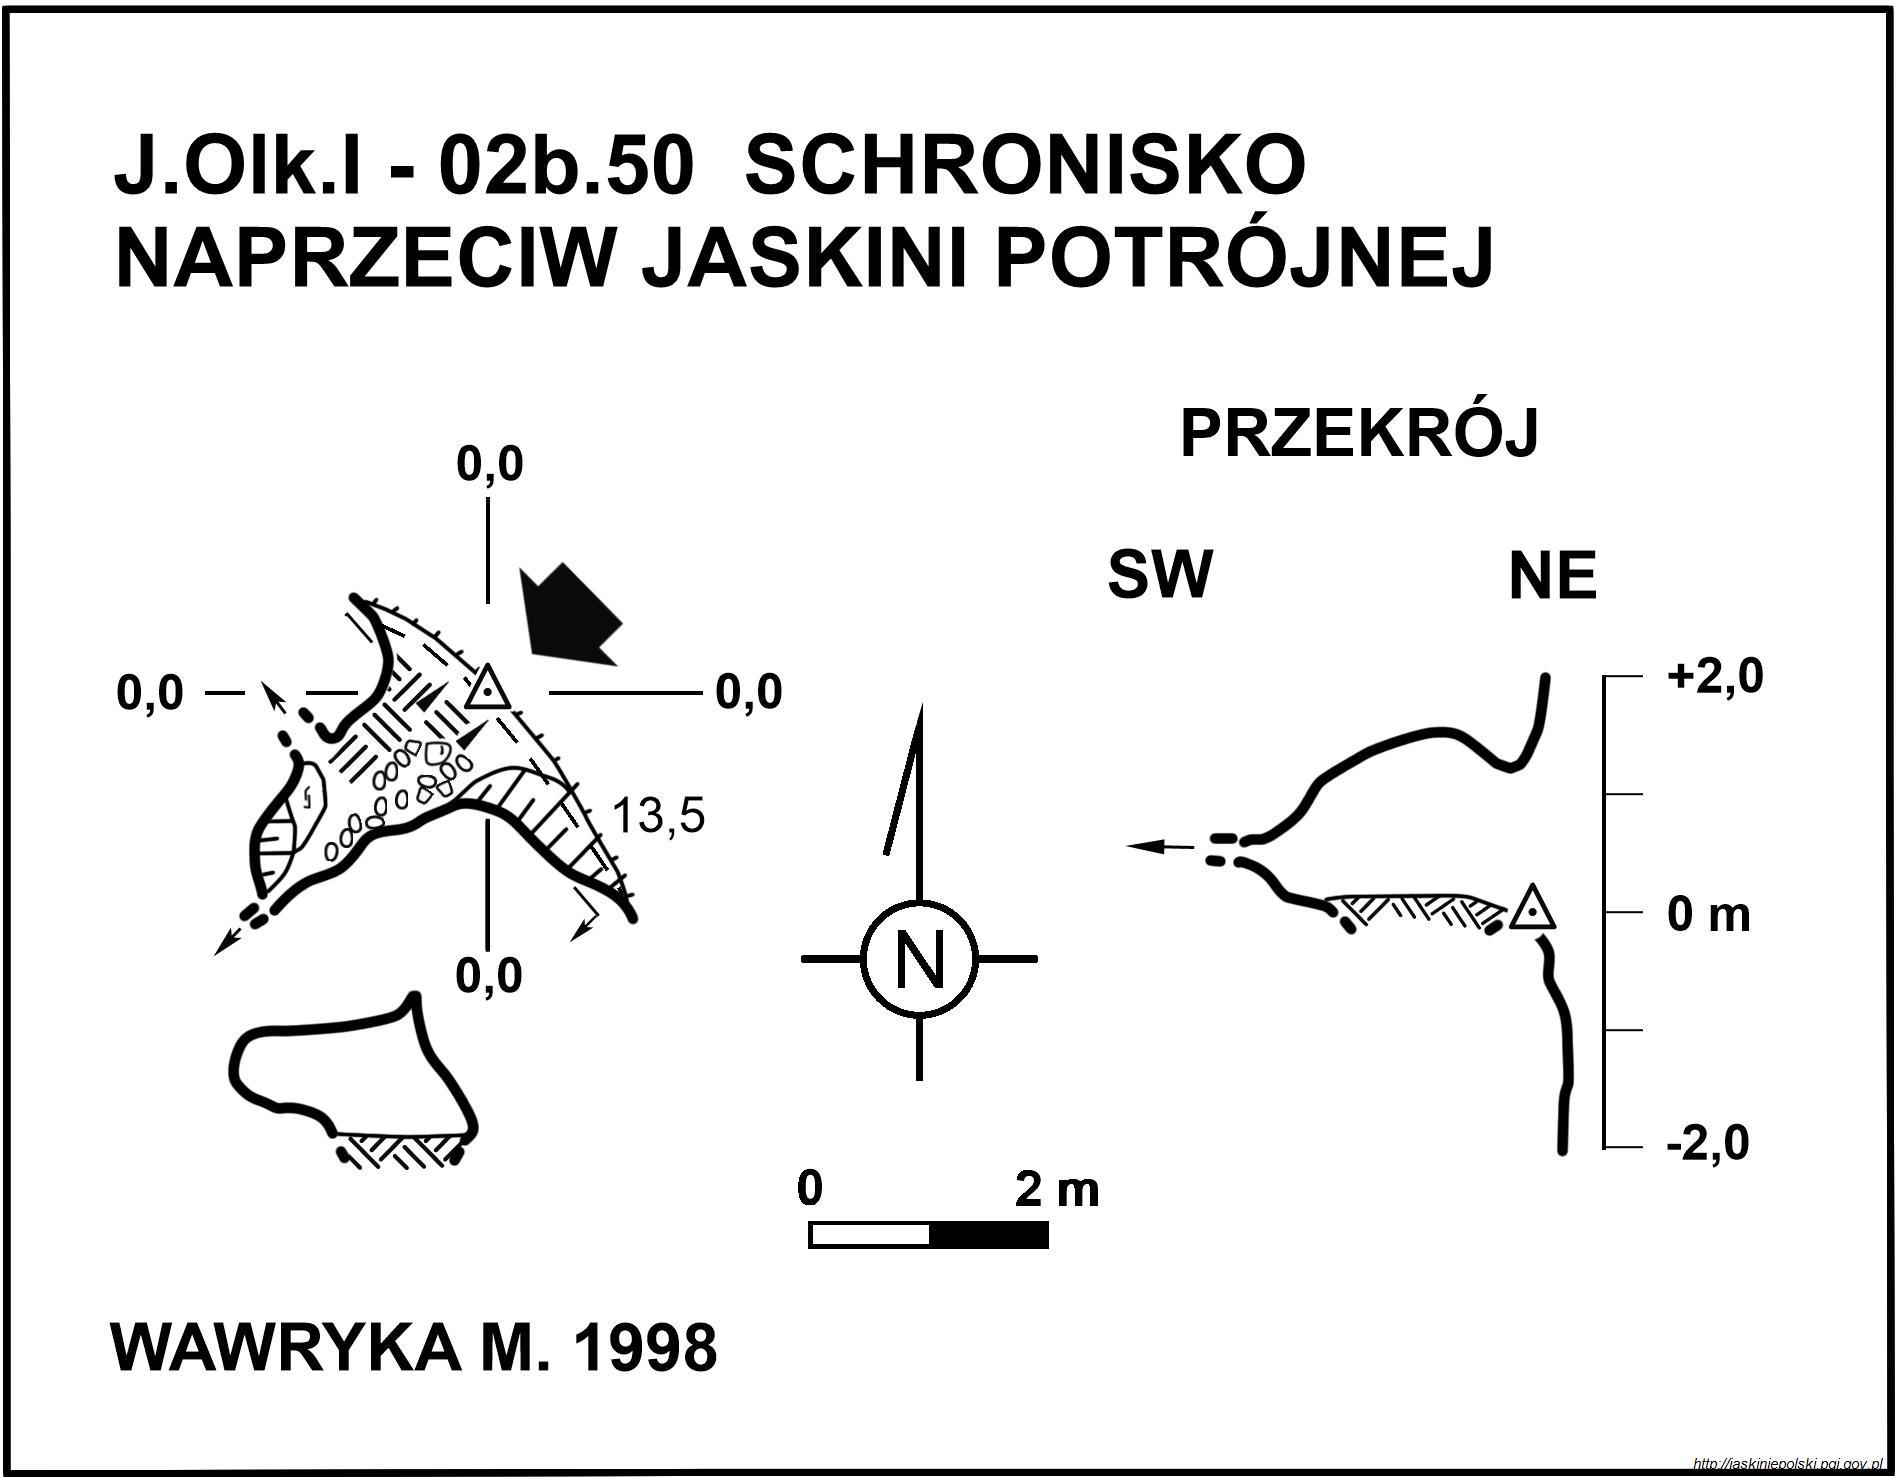 J.Olk.I - 02b.50 SCHRONISKO
NAPRZECIW JASKINI POTRÓJNEJ
PRZEKRÓJ
0,0
SW NE
0,0
0,0
+2,0
13,5
0 m
N
0,0
-2,0
0 2 m
WAWRYKA M. 1998
http://jaskiniepolski.pgi.gov.pl